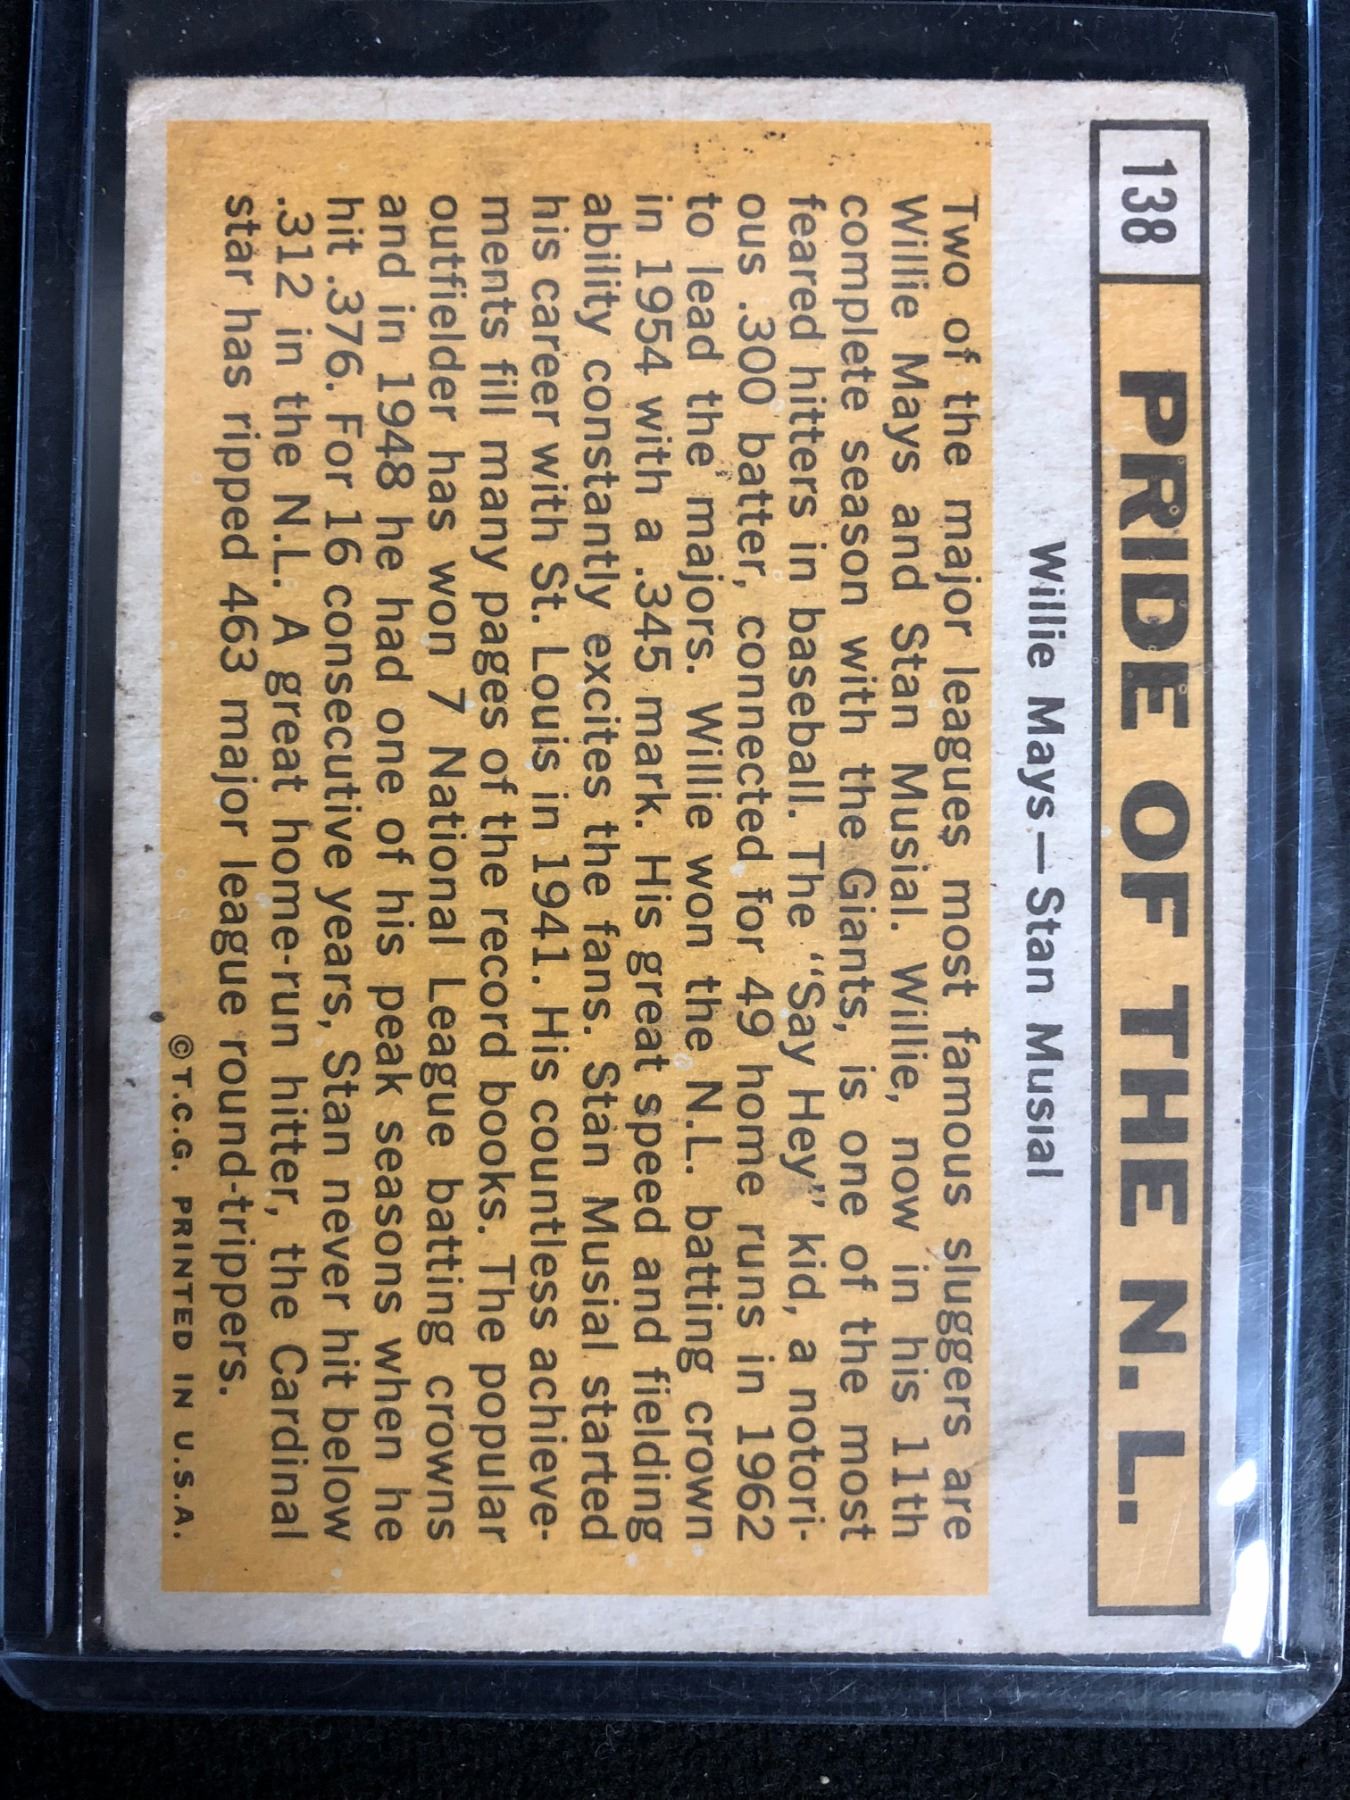 138
PRIDE OF THE N. L.
Willie Mays—Stan Musial
Two of the major leagues most famous sluggers are
Willie Mays and Stan Musial. Willie, now in his 11th
complete season with the Giants, is one of the most
feared hitters in baseball. The "Say Hey" kid, a notori-
ous .300 batter, connected for 49 home runs in 1962
to lead the majors. Willie won the N.L. batting crown
in 1954 with a .345 mark. His great speed and fielding
ability constantly excites the fans. Stan Musial started
his career with St. Louis in 1941. His countless achieve-
ments fill many pages of the record books. The popular
outfielder has won 7 National League batting crowns
and in 1948 he had one of his peak seasons when he
hit .376. For 16 consecutive years, Stan never hit below
.312 in the N.L. A great home-run hitter, the Cardinal
star has ripped 463 major league round-trippers.
©T.C.G. PRINTED IN U.S.A.